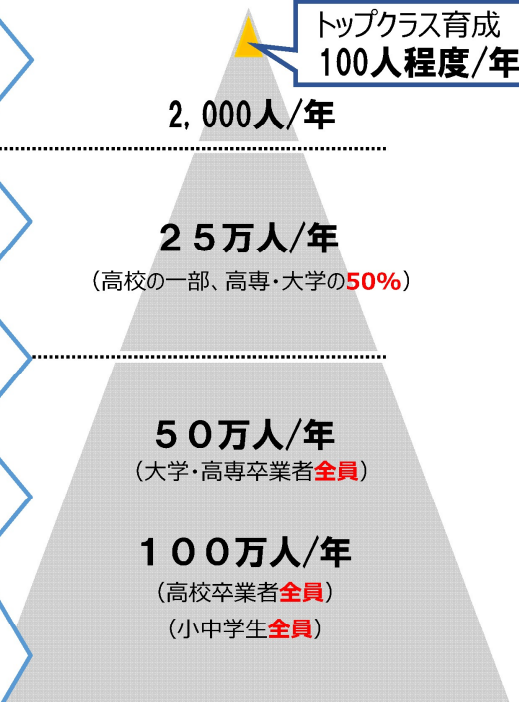 トップクラス育成
100人程度/年
2,000人/年
25万人/年
(高校の一部、高専・大学の50%)
50万人/年
(大学・高専卒業者全員)
100万人/年
(高校卒業者全員)
(小中学生全員)